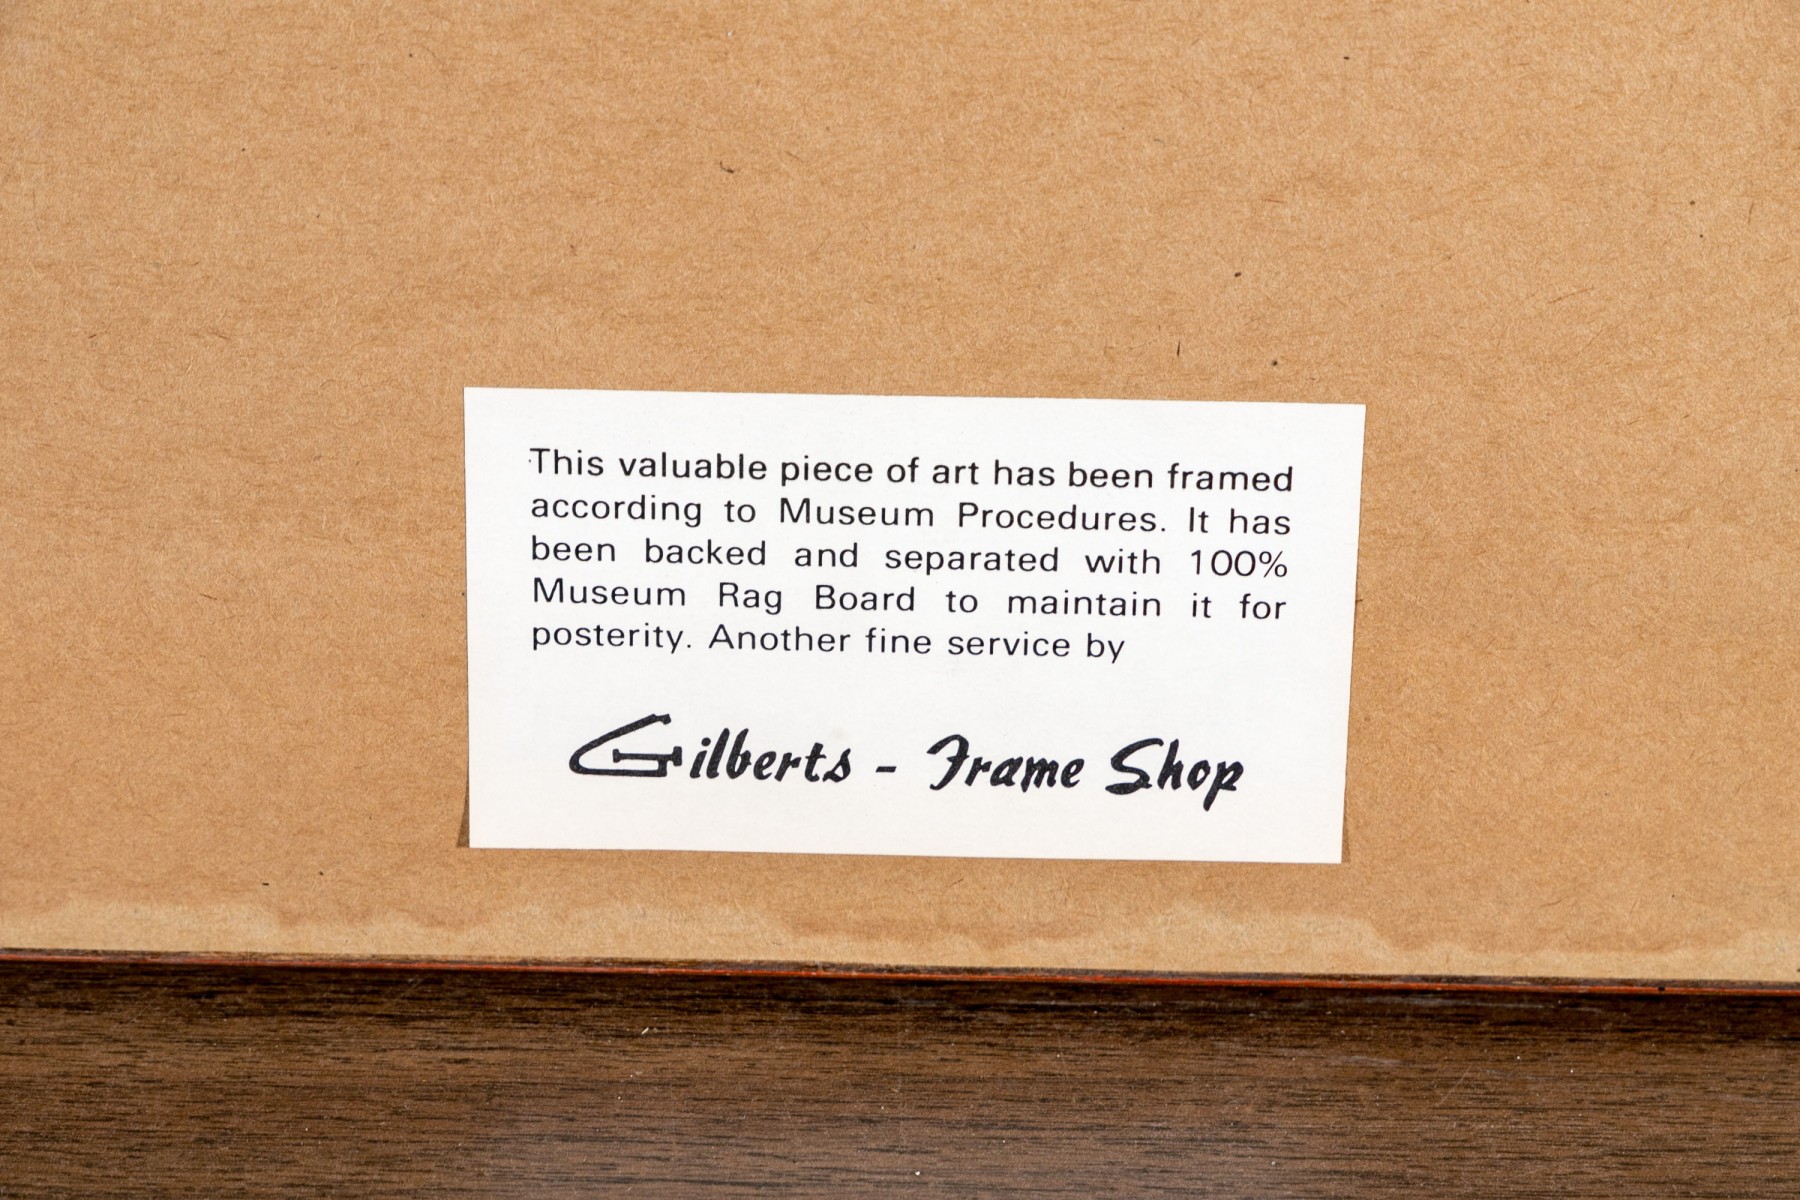 This valuable piece of art has been framed
according to Museum Procedures. It has
been backed and separated with 100%
Museum Rag Board to maintain it for
posterity. Another fine service by
Gilberts - Frame Shop